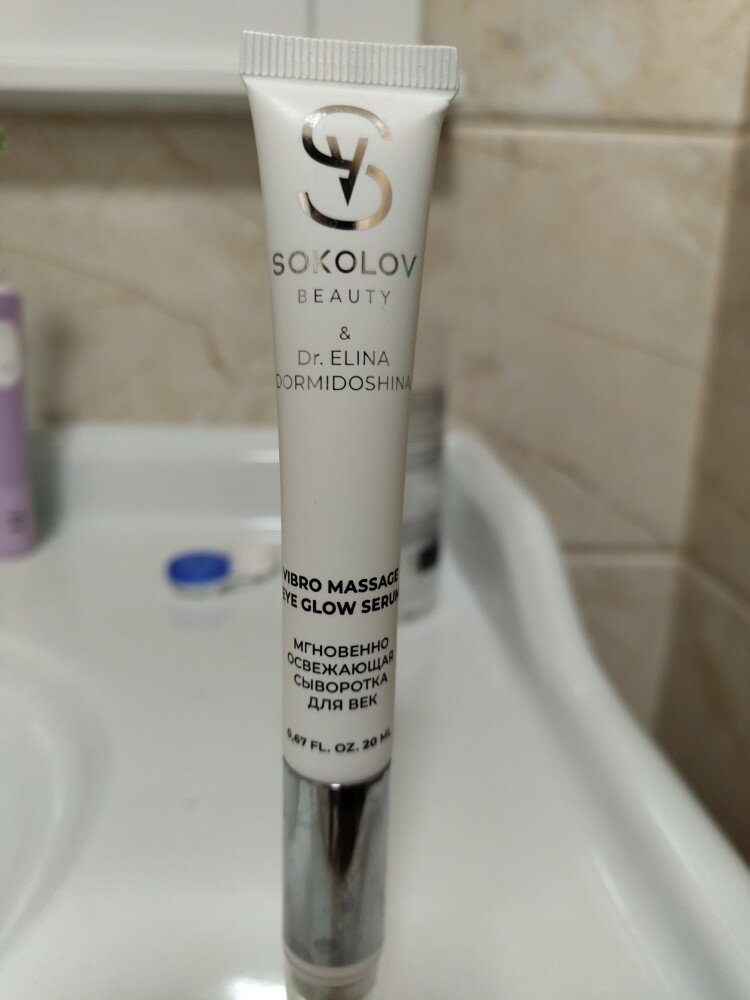 SOKOLOV
BEAUTY
&
Dr. ELINA
DORMIDOSHINA
VIBRO MASSAGE
EYE GLOW SERUM
МГНОВЕННО
ОСВЕЖАЮЩАЯ
СЫВОРОТКА
ДЛЯ ВЕК
0,67 FL. OZ. 20 ML